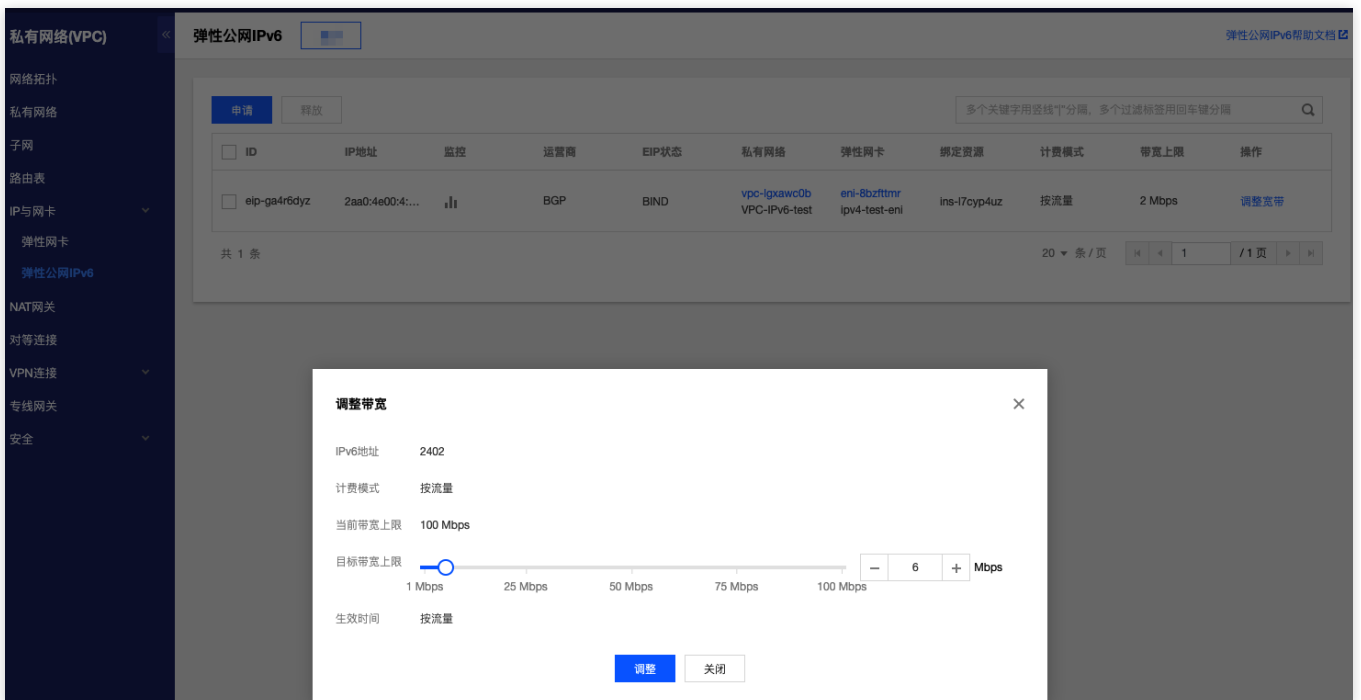 私有网络(VPC)
弹性公网IPv6
弹性公网IPv6帮助文档
网络拓扑
私有网络
子网
路由表
IP与网卡
弹性网卡
弹性公网IPv6
NAT网关
对等连接
VPN连接
专线网关
安全
申请 释放 多个关键字用竖线"|"分隔，多个过滤标签用回车键分隔
ID IP地址 监控 运营商 EIP状态 私有网络 弹性网卡 绑定资源 计费模式 带宽上限 操作
eip-ga4r6dyz 2aa0:4e00:4:... BGP BIND vpc-lgxawc0b eni-8bzfttmr ins-l7cyp4uz 按流量 2 Mbps 调整宽带
VPC-IPv6-test ipv4-test-eni
共 1 条 20 条 / 页 1 / 1 页
调整带宽
IPv6地址 2402
计费模式 按流量
当前带宽上限 100 Mbps
目标带宽上限 6 Mbps
1 Mbps 25 Mbps 50 Mbps 75 Mbps 100 Mbps
生效时间 按流量
调整 关闭